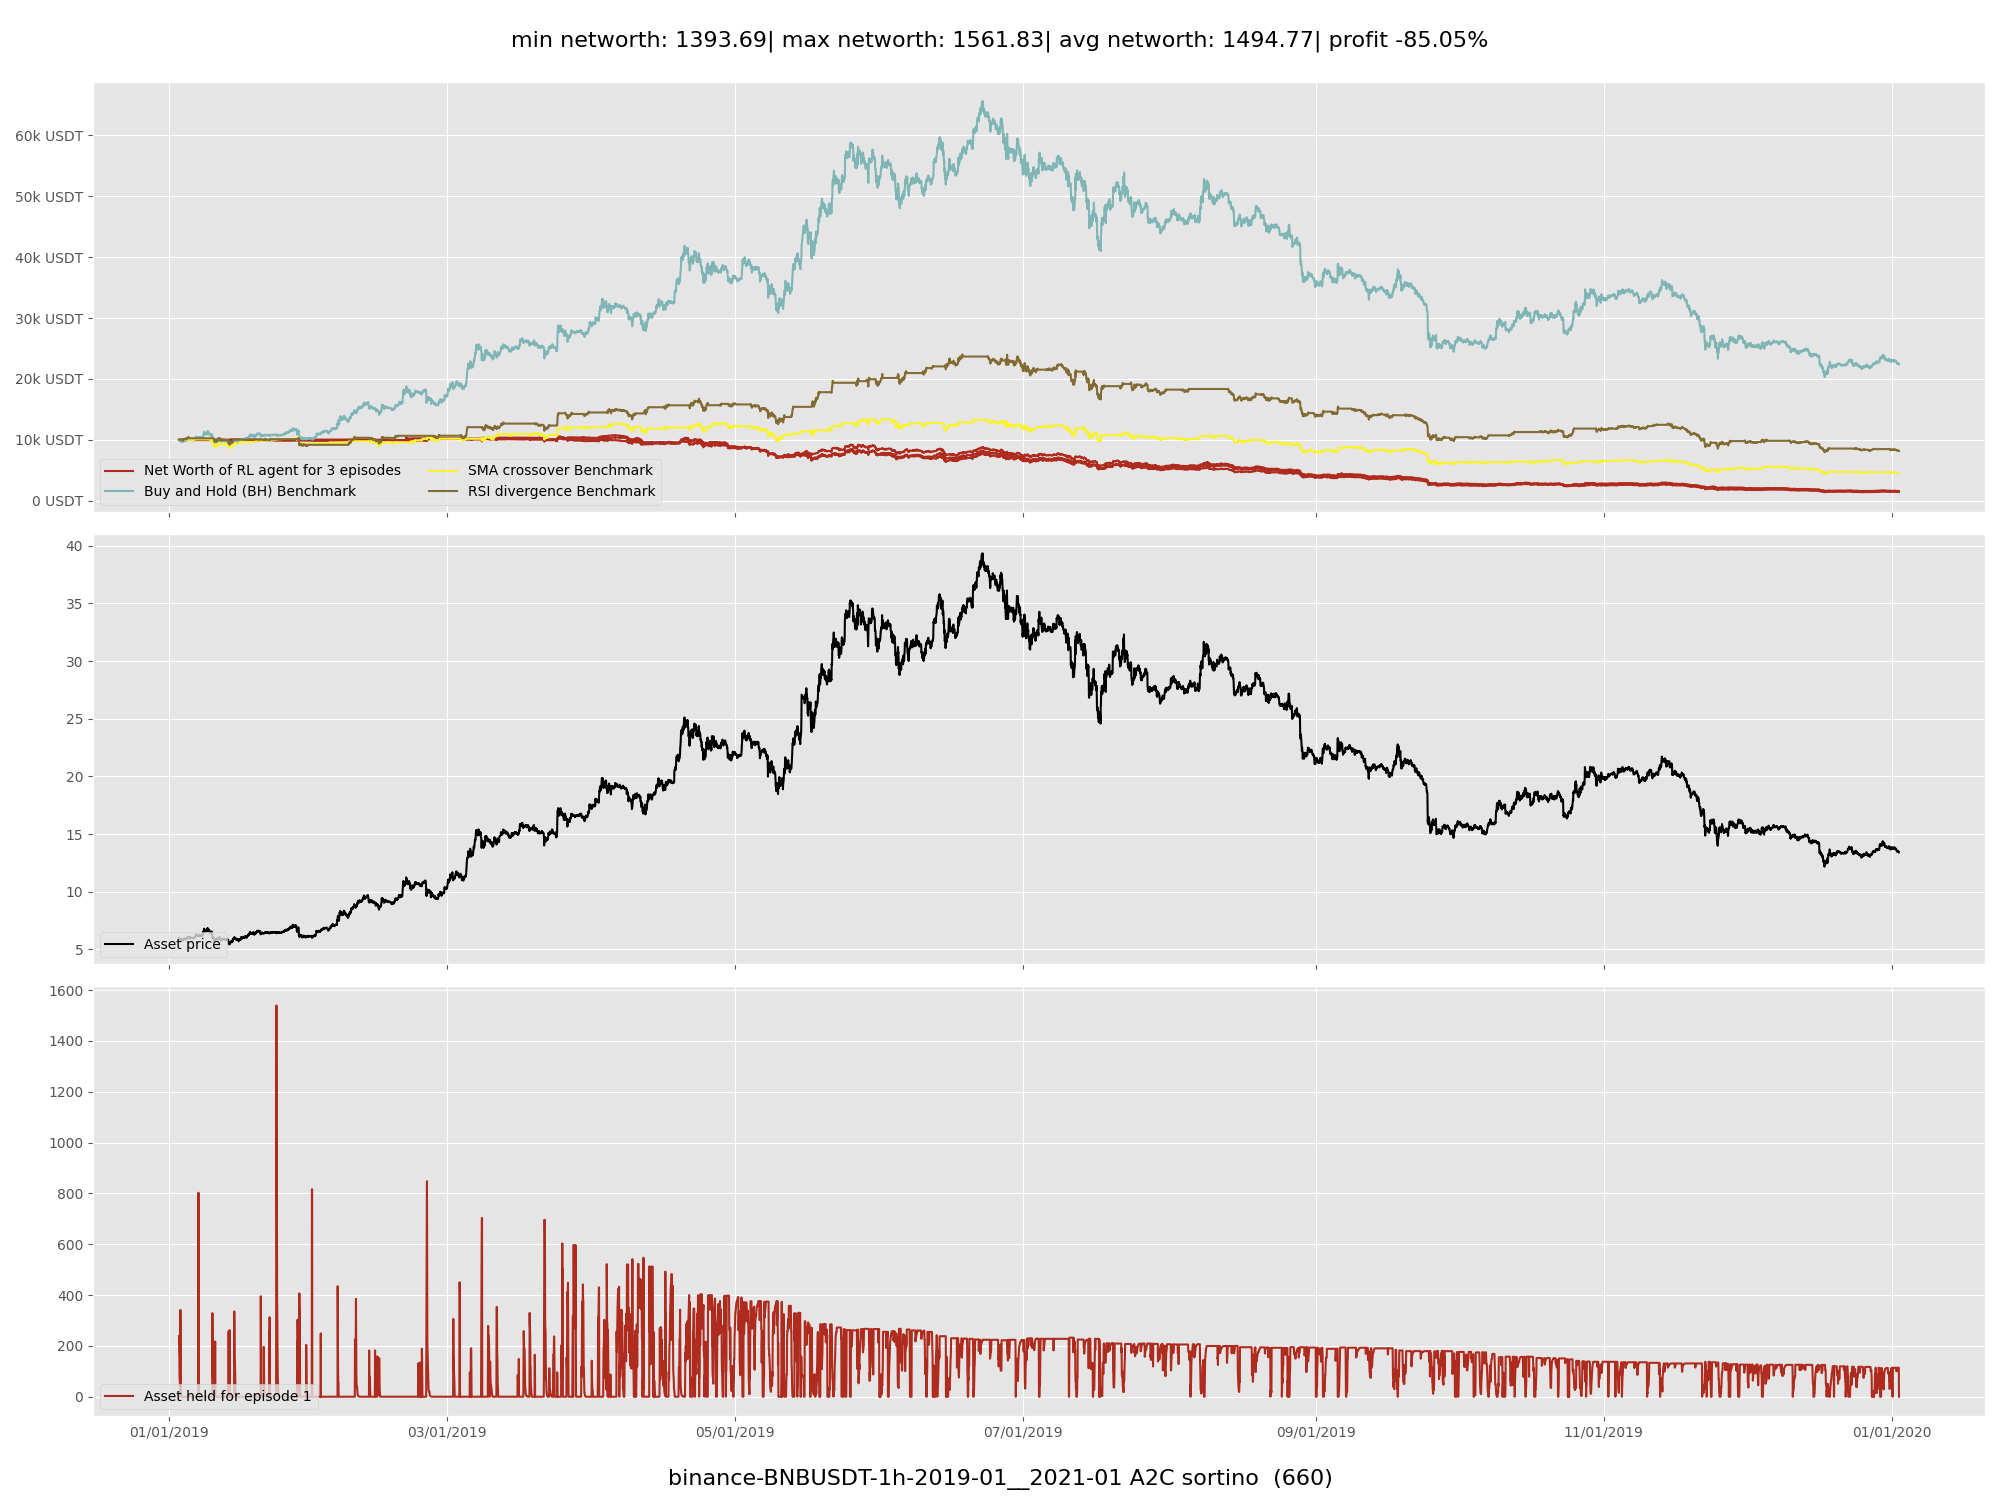 min networth: 1393.69| max networth: 1561.83| avg networth: 1494.77| profit -85.05%
60k USDT
50k USDT
40k USDT
30k USDT
20k USDT
10k USDT
0 USDT
Net Worth of RL agent for 3 episodes
Buy and Hold (BH) Benchmark
SMA crossover Benchmark
RSI divergence Benchmark
40
35
30
25
20
15
10
5
Asset price
1600
1400
1200
1000
800
600
400
200
0
Asset held for episode 1
01/01/2019
03/01/2019
05/01/2019
07/01/2019
09/01/2019
11/01/2019
01/01/2020
binance-BNBUSDT-1h-2019-01__2021-01 A2C sortino  (660)